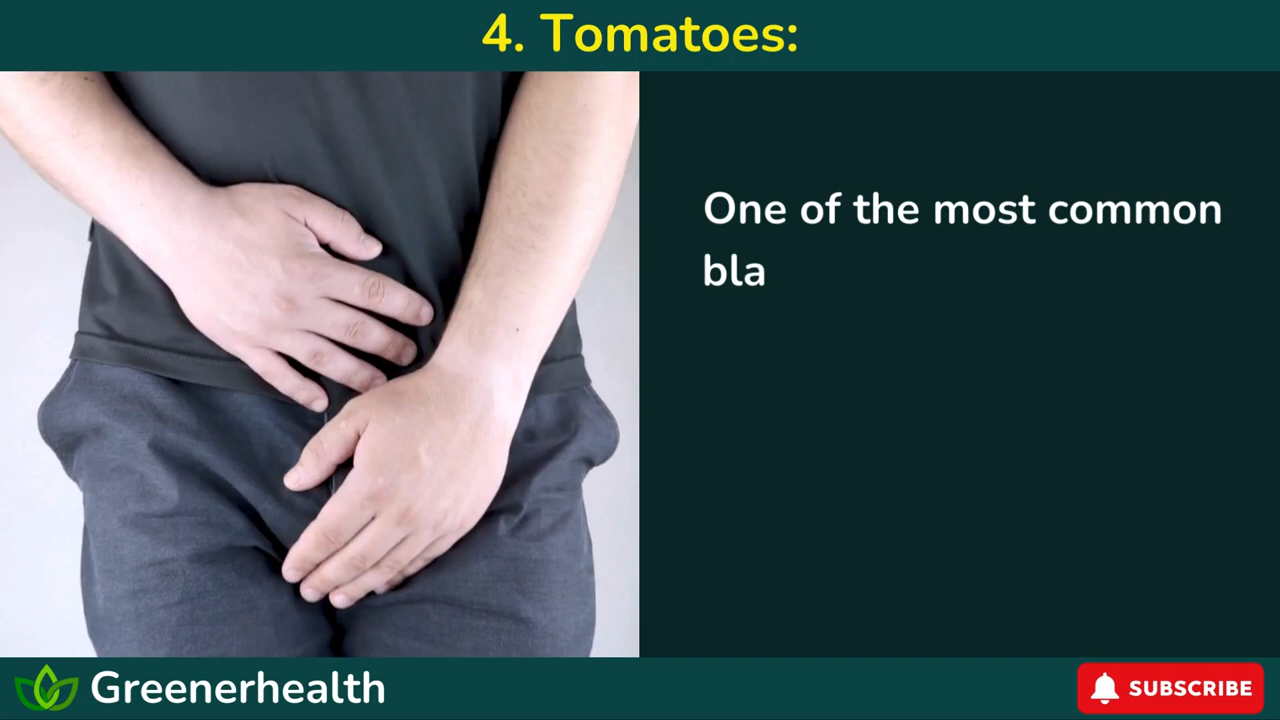 4. Tomatoes:
One of the most common
bla
Greenerhealth
SUBSCRIBE